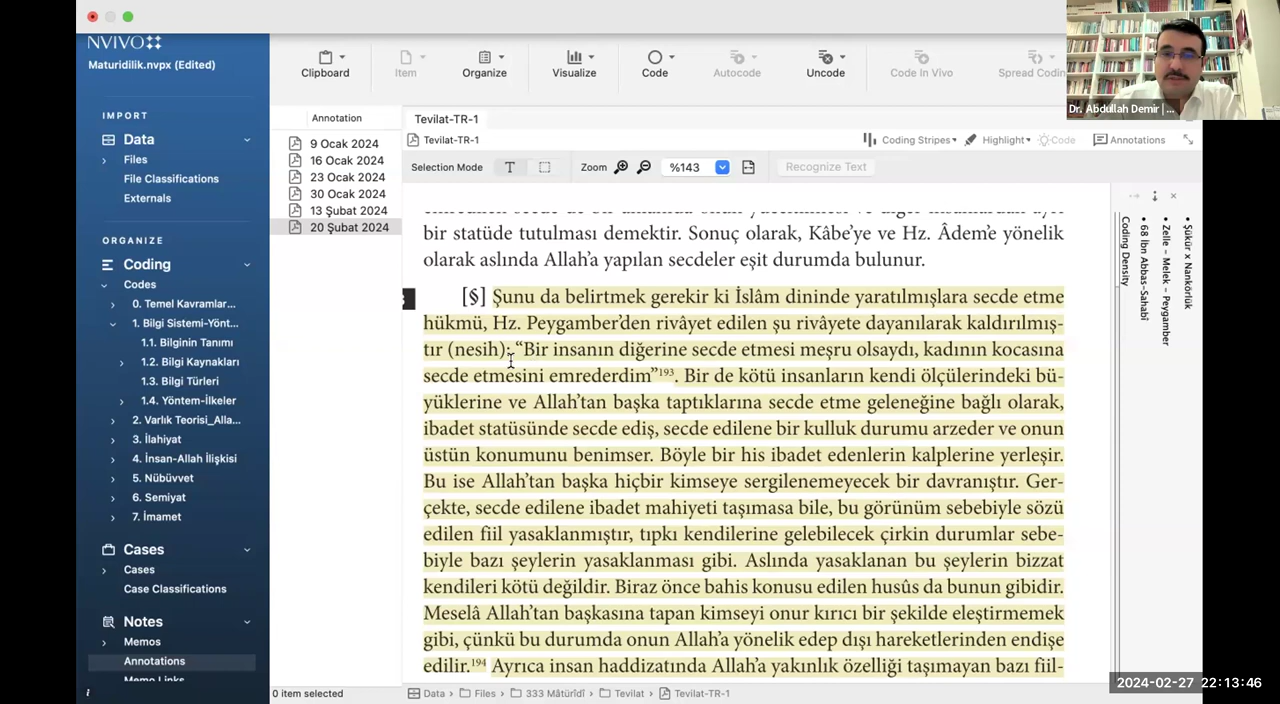 NVIVO
Maturidilik.nvpx (Edited)
IMPORT
Data
Files
File Classifications
Externals
ORGANIZE
Coding
Codes
0. Temel Kavramlar...
1. Bilgi Sistemi-Yönt...
1.1. Bilginin Tanımı
1.2. Bilgi Kaynakları
1.3. Bilgi Türleri
1.4. Yöntem-İlkeler
2. Varlık Teorisi_Alla...
3. İlahiyat
4. İnsan-Allah İlişkisi
5. Nübüvvet
6. Semiyat
7. İmamet
Cases
Cases
Case Classifications
Notes
Memos
Annotations
Memo Links
Clipboard
Item
Organize
Visualize
Code
Autocode
Uncode
Code In Vivo
Spread Codin
Dr. Abdullah Demir | ...
Annotation
9 Ocak 2024
16 Ocak 2024
23 Ocak 2024
30 Ocak 2024
13 Şubat 2024
20 Şubat 2024
0 item selected
Tevilat-TR-1
Tevilat-TR-1
Coding Stripes
Highlight
Code
Annotations
Selection Mode
Zoom
%143
Recognize Text
bir statüde tutulması demektir. Sonuç olarak, Kâbe'ye ve Hz. Âdem'e yönelik
olarak aslında Allah'a yapılan secdeler eşit durumda bulunur.
[§] Şunu da belirtmek gerekir ki İslâm dininde yaratılmışlara secde etme
hükmü, Hz. Peygamber'den rivâyet edilen şu rivâyete dayanılarak kaldırılmış-
tır (nesih): “Bir insanın diğerine secde etmesi meşru olsaydı, kadının kocasına
secde etmesini emrederdim”193. Bir de kötü insanların kendi ölçülerindeki bü-
yüklerine ve Allah'tan başka taptıklarına secde etme geleneğine bağlı olarak,
ibadet statüsünde secde ediş, secde edilene bir kulluk durumu arzeder ve onun
üstün konumunu benimser. Böyle bir his ibadet edenlerin kalplerine yerleşir.
Bu ise Allah'tan başka hiçbir kimseye sergilenemeyecek bir davranıştır. Ger-
çekte, secde edilene ibadet mahiyeti taşımasa bile, bu görünüm sebebiyle sözü
edilen fiil yasaklanmıştır, tıpkı kendilerine gelebilecek çirkin durumlar sebe-
biyle bazı şeylerin yasaklanması gibi. Aslında yasaklanan bu şeylerin bizzat
kendileri kötü değildir. Biraz önce bahis konusu edilen husûs da bunun gibidir.
Meselâ Allah'tan başkasına tapan kimseyi onur kırıcı bir şekilde eleştirmemek
gibi, çünkü bu durumda onun Allah'a yönelik edep dışı hareketlerinden endişe
edilir.194 Ayrıca insan haddizatında Allah'a yakınlık özelliği taşımayan bazı fiil-
Data
Files
333 Mâtürîdî
Tevilat
Tevilat-TR-1
Şükür x Nankörlük
Zelle - Melek - Peygamber
68 İbn Abbas-Sahabî
Coding Density
2024-02-27 22:13:46